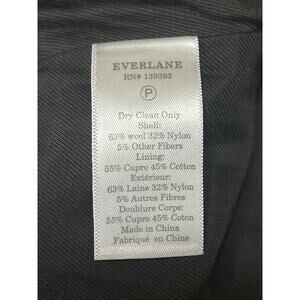 EVERLANE
RN# 139393
P
Dry Clean Only
Shell:
63% wool 32% Nylon
5% Other Fibers
Lining:
55% Cupro 45% Cotton
Extérieur:
63% Laine 32% Nylon
5% Autres Fibres
Doublure Corps:
55% Cupro 45% Coton
Made in China
Fabriqué en Chine